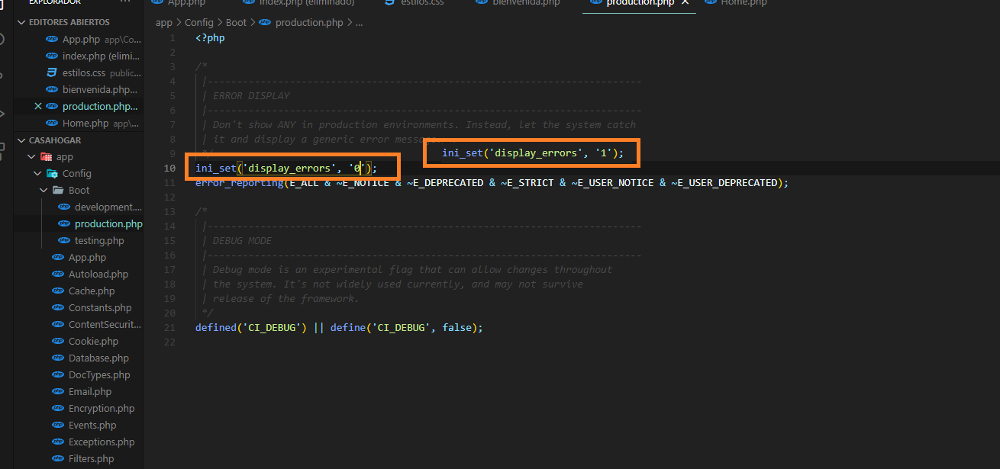 EXPLORADOR
...
EDITORES ABIERTOS
App.php app\Co...
index.php (elimi...
estilos.css public...
bienvenida.php...
production.php...
Home.php app\...
CASAHOGAR
app
Config
Boot
development....
production.php
testing.php
App.php
Autoload.php
Cache.php
Constants.php
ContentSecurit...
Cookie.php
Database.php
DocTypes.php
Email.php
Encryption.php
Events.php
Exceptions.php
Filters.php
App.php
index.php (eliminado)
estilos.css
bienvenida.php
production.php
Home.php
app > Config > Boot > production.php > ...
1 <?php
2
3 /*
4 |--------------------------------------------------------------------------
5 | ERROR DISPLAY
6 |--------------------------------------------------------------------------
7 | Don't show ANY in production environments. Instead, let the system catch
8 | it and display a generic error message.
9
ini_set('display_errors', '1');
10 ini_set('display_errors', '0');
11 error_reporting(E_ALL & ~E_NOTICE & ~E_DEPRECATED & ~E_STRICT & ~E_USER_NOTICE & ~E_USER_DEPRECATED);
12
13 /*
14 |--------------------------------------------------------------------------
15 | DEBUG MODE
16 |--------------------------------------------------------------------------
17 | Debug mode is an experimental flag that can allow changes throughout
18 | the system. It's not widely used currently, and may not survive
19 | release of the framework.
20 */
21 defined('CI_DEBUG') || define('CI_DEBUG', false);
22